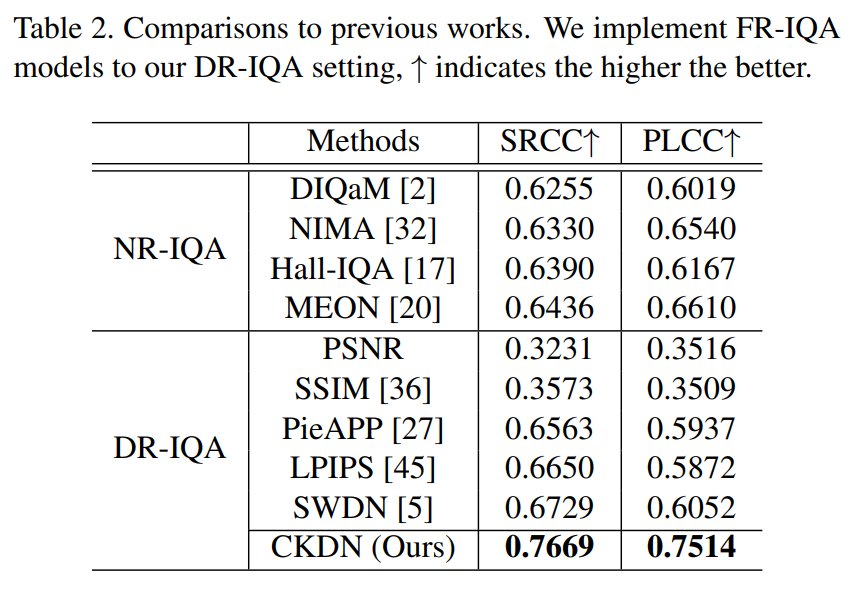 Table 2. Comparisons to previous works. We implement FR-IQA
models to our DR-IQA setting, ↑ indicates the higher the better.
Methods SRCC↑ PLCC↑
NR-IQA
DIQaM [2] 0.6255 0.6019
NIMA [32] 0.6330 0.6540
Hall-IQA [17] 0.6390 0.6167
MEON [20] 0.6436 0.6610
DR-IQA
PSNR 0.3231 0.3516
SSIM [36] 0.3573 0.3509
PieAPP [27] 0.6563 0.5937
LPIPS [45] 0.6650 0.5872
SWDN [5] 0.6729 0.6052
CKDN (Ours) 0.7669 0.7514